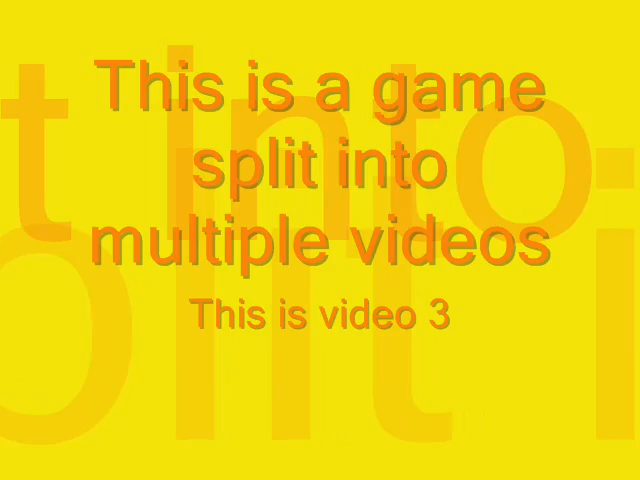 This is a game
split into
multiple videos
This is video 3